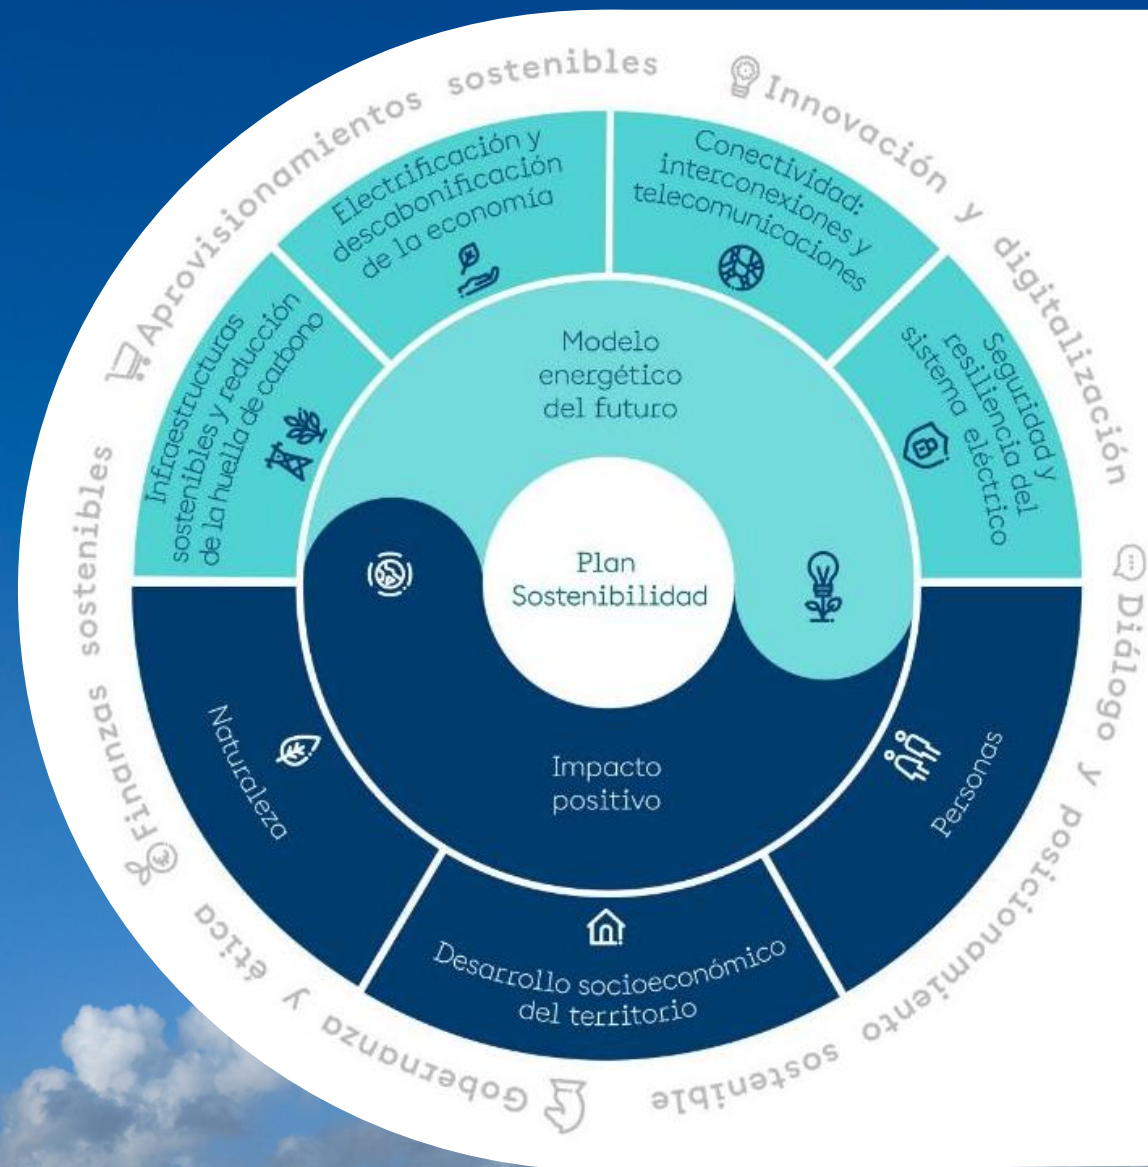 Aprovisionamientos sostenibles
Innovación y digitalización
Diálogo y posicionamiento sostenible
Gobernanza y ética
Finanzas sostenibles
Infraestructuras
sostenibles y reducción
de la huella de carbono
Electrificación y
descabonificación
de la economía
Conectividad:
interconexiones y
telecomunicaciones
Seguridad y
resiliencia del
sistema eléctrico
Modelo
energético
del futuro
Plan
Sostenibilidad
Impacto
positivo
Naturaleza
Desarrollo socioeconómico
del territorio
Personas